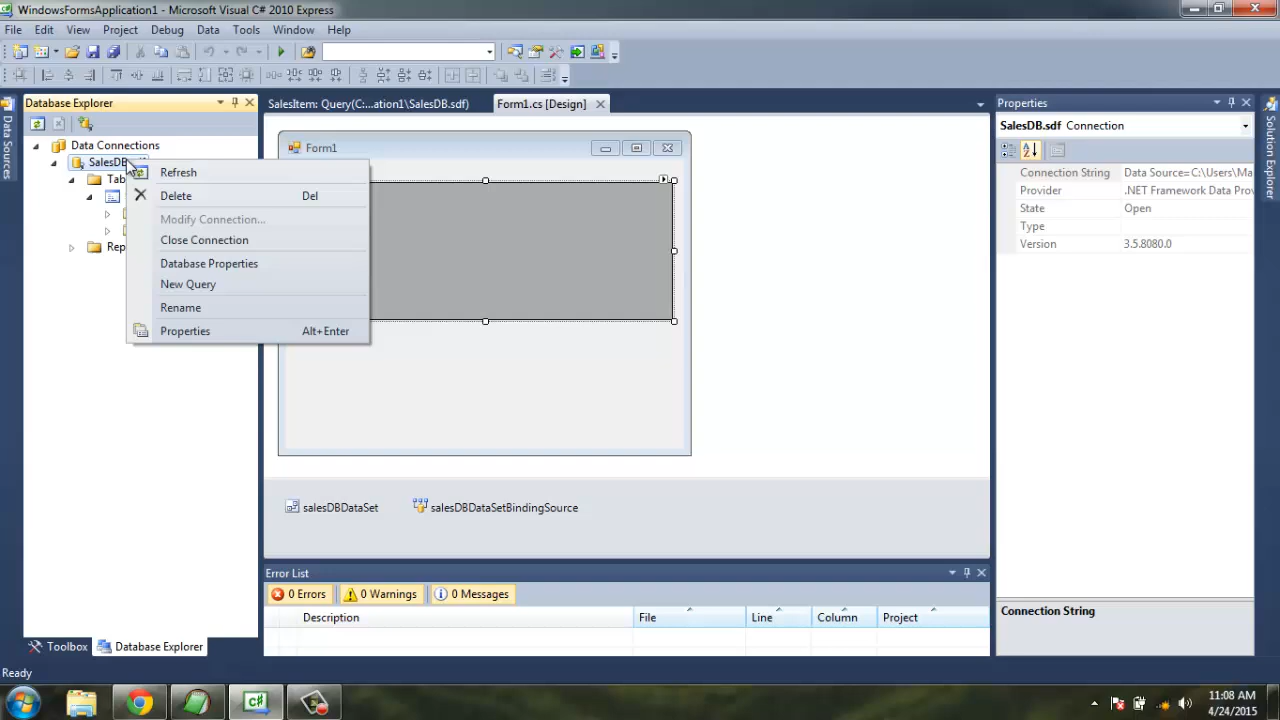 WindowsFormsApplication1 - Microsoft Visual C# 2010 Express
File Edit View Project Debug Data Tools Window Help
Database Explorer
SalesItem: Query(C:...ation1\SalesDB.sdf)
Form1.cs [Design]
Properties
Data Sources
Solution Explorer
SalesDB.sdf Connection
Data Connections
SalesDB
Form1
Refresh
Delete Del
Modify Connection...
Close Connection
Database Properties
New Query
Rename
Properties Alt+Enter
Connection String Data Source=C:\Users\Ma
Provider .NET Framework Data Prov
State Open
Type
Version 3.5.8080.0
salesDBDataSet
salesDBDataSetBindingSource
Error List
0 Errors
0 Warnings
0 Messages
Description File Line Column Project
Connection String
Toolbox
Database Explorer
Ready
C#
11:08 AM
4/24/2015